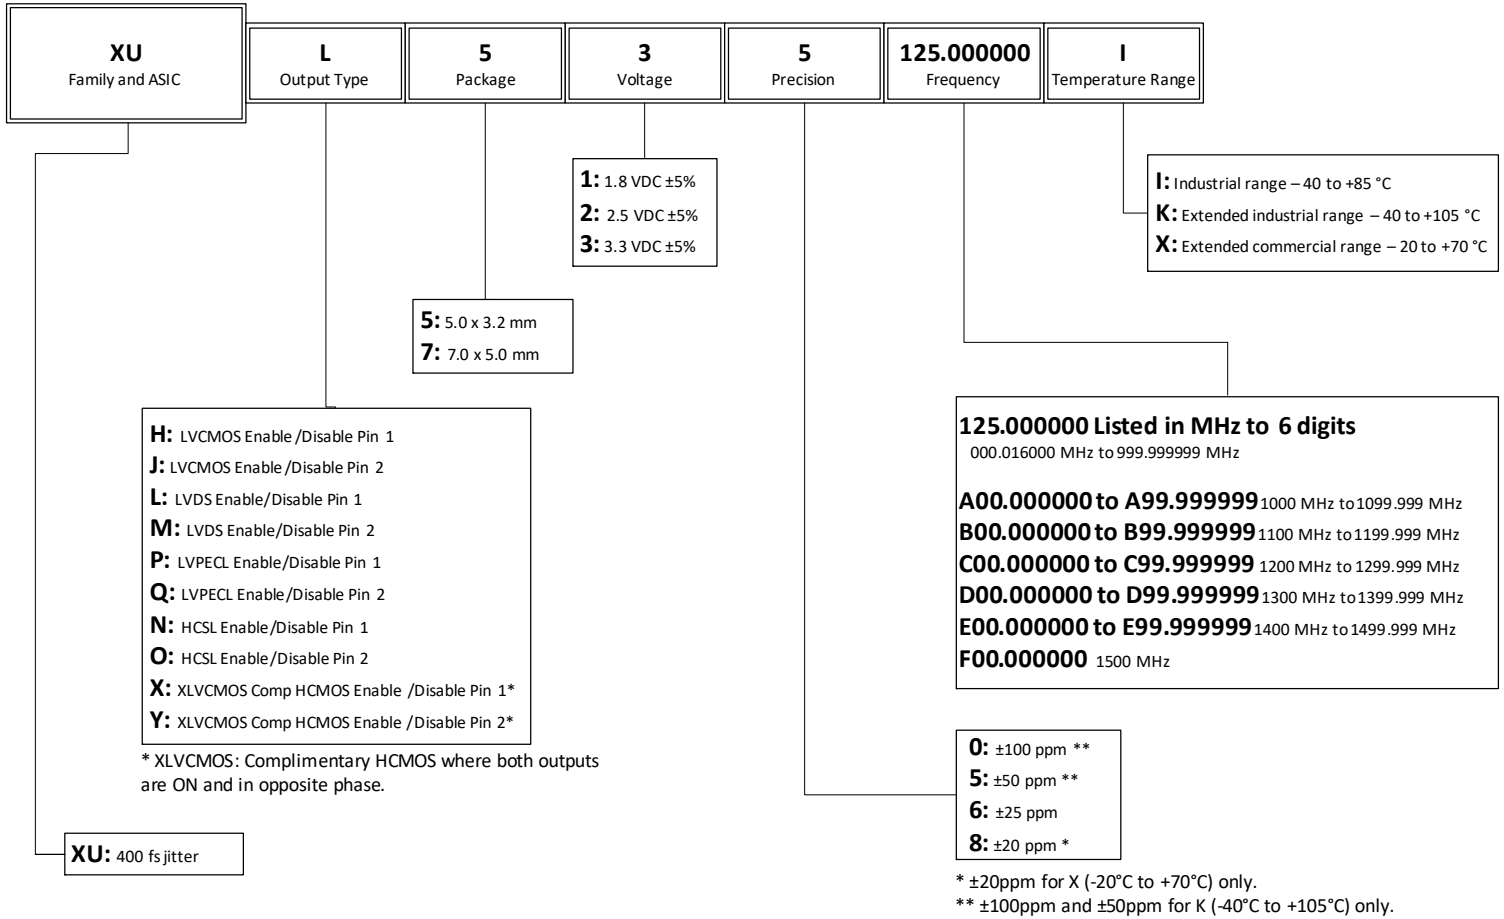 XU
Family and ASIC
L
Output Type
5
Package
3
Voltage
5
Precision
125.000000
Frequency
I
Temperature Range
1: 1.8 VDC ±5%
2: 2.5 VDC ±5%
3: 3.3 VDC ±5%
I: Industrial range – 40 to +85 °C
K: Extended industrial range – 40 to +105 °C
X: Extended commercial range – 20 to +70 °C
5: 5.0 x 3.2 mm
7: 7.0 x 5.0 mm
H: LVCMOS Enable/Disable Pin 1
J: LVCMOS Enable/Disable Pin 2
L: LVDS Enable/Disable Pin 1
M: LVDS Enable/Disable Pin 2
P: LVPECL Enable/Disable Pin 1
Q: LVPECL Enable/Disable Pin 2
N: HCSL Enable/Disable Pin 1
O: HCSL Enable/Disable Pin 2
X: XLVCMOS Comp HCMOS Enable/Disable Pin 1*
Y: XLVCMOS Comp HCMOS Enable/Disable Pin 2*
* XLVCMOS: Complimentary HCMOS where both outputs
are ON and in opposite phase.
125.000000 Listed in MHz to 6 digits
000.016000 MHz to 999.999999 MHz
A00.000000 to A99.999999 1000 MHz to 1099.999 MHz
B00.000000 to B99.999999 1100 MHz to 1199.999 MHz
C00.000000 to C99.999999 1200 MHz to 1299.999 MHz
D00.000000 to D99.999999 1300 MHz to 1399.999 MHz
E00.000000 to E99.999999 1400 MHz to 1499.999 MHz
F00.000000 1500 MHz
0: ±100 ppm **
5: ±50 ppm **
6: ±25 ppm
8: ±20 ppm *
* ±20ppm for X (-20°C to +70°C) only.
** ±100ppm and ±50ppm for K (-40°C to +105°C) only.
XU: 400 fs jitter